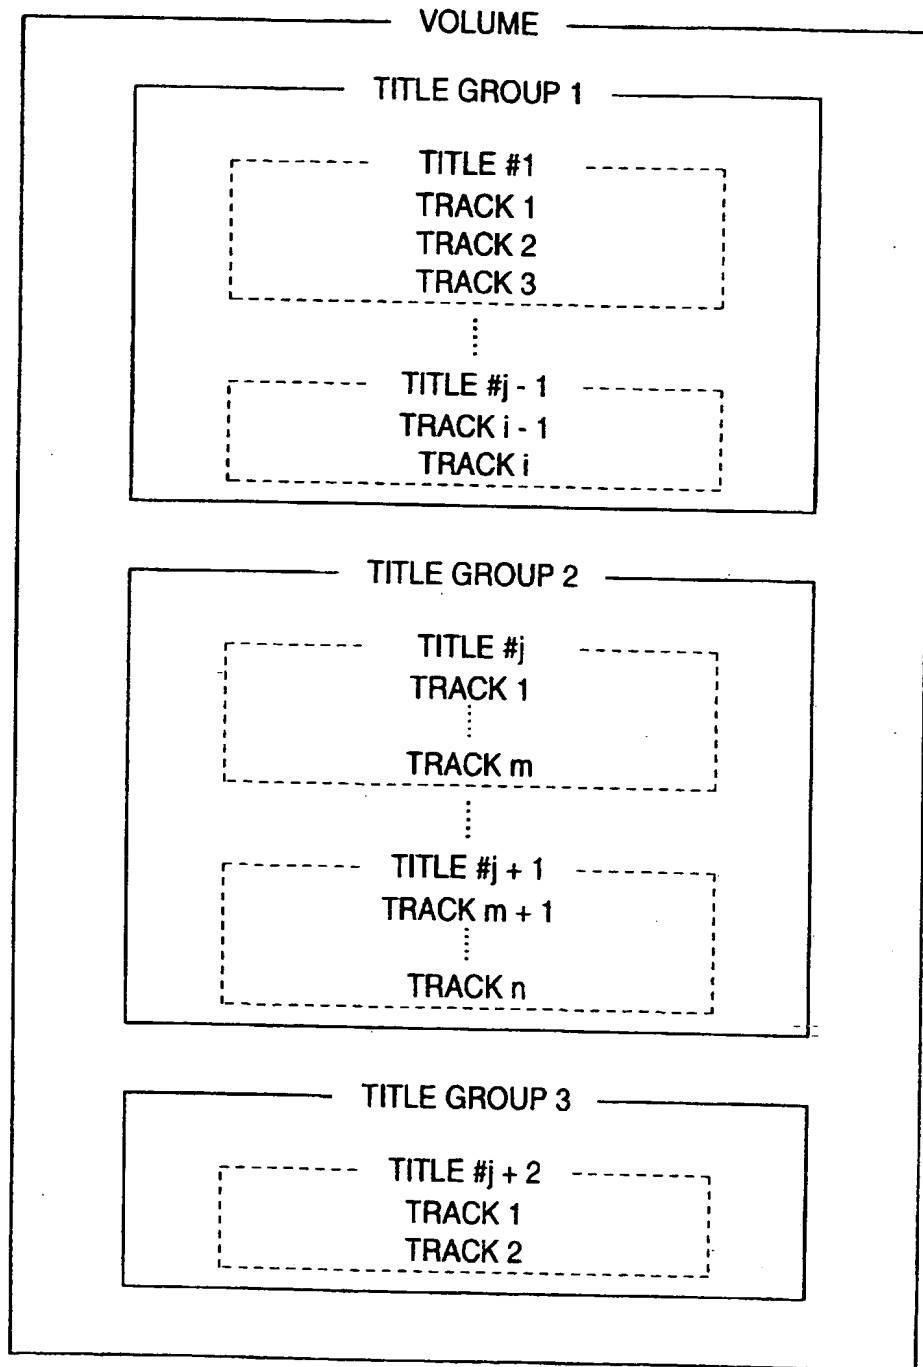 VOLUME
TITLE GROUP 1
TITLE #1
TRACK 1
TRACK 2
TRACK 3
TITLE #j - 1
TRACK i - 1
TRACK i
TITLE GROUP 2
TITLE #j
TRACK 1
TRACK m
TITLE #j + 1
TRACK m + 1
TRACK n
TITLE GROUP 3
TITLE #j + 2
TRACK 1
TRACK 2